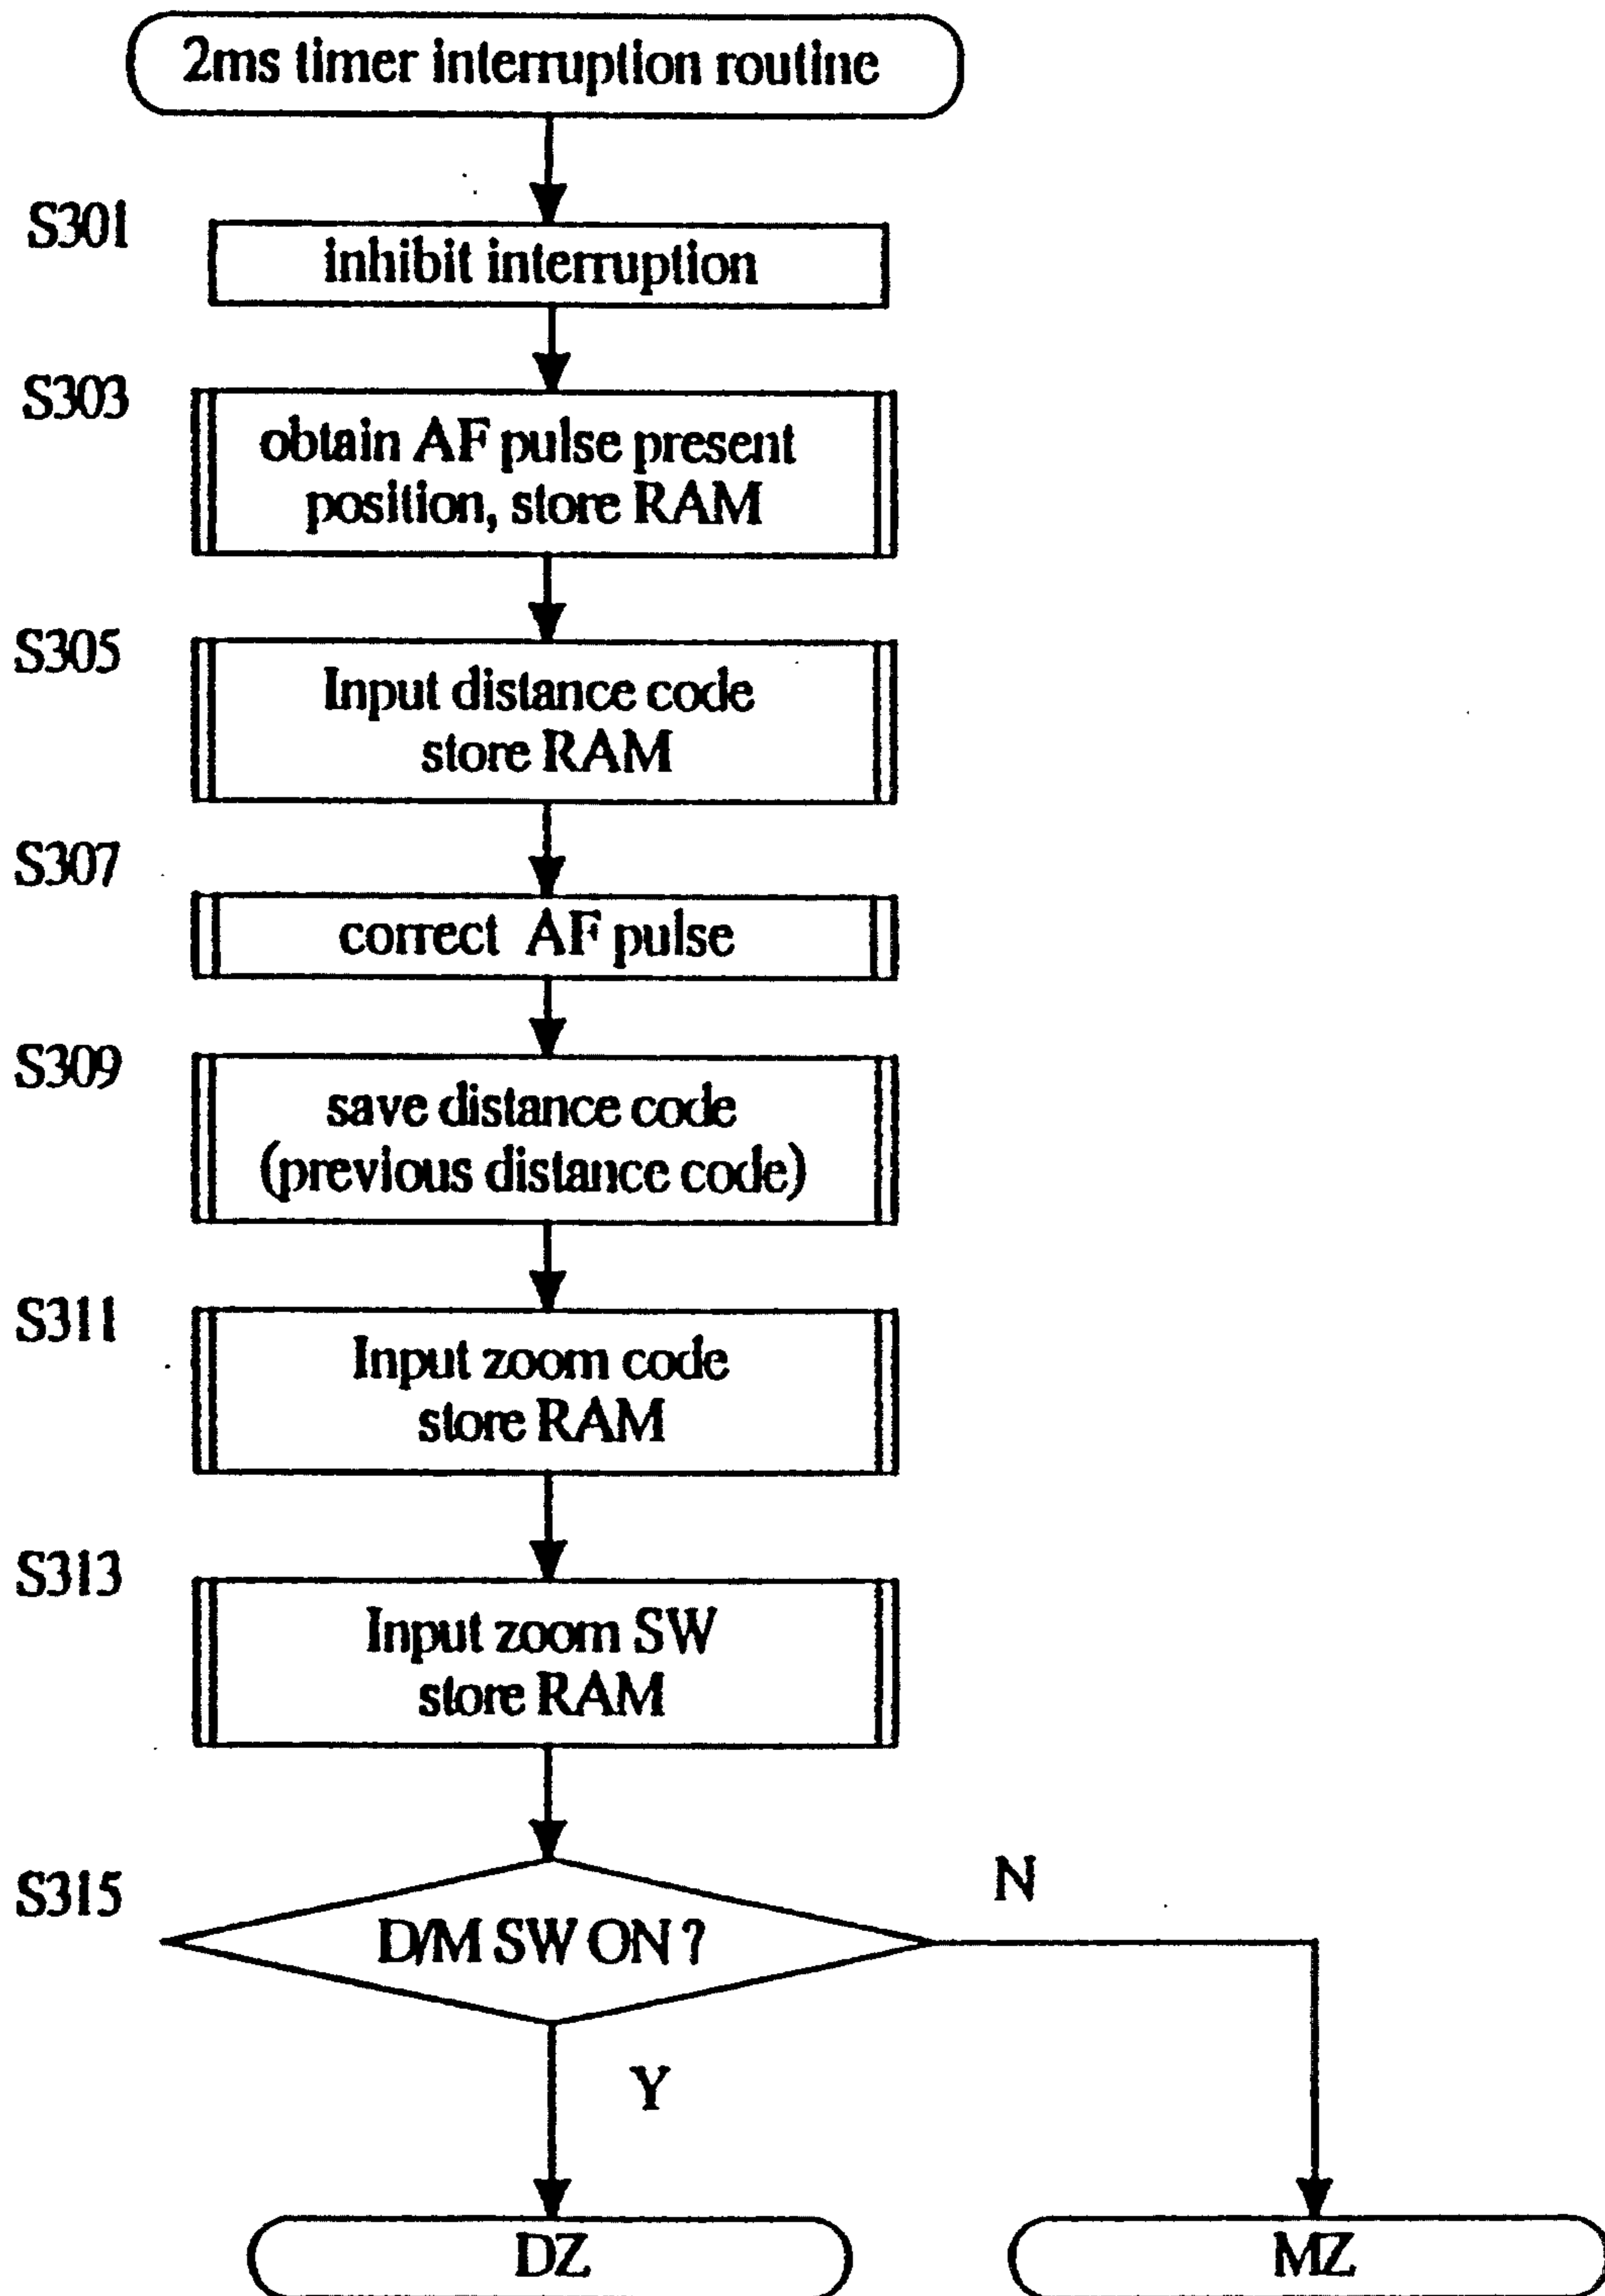 2ms timer interruption routine
S301
inhibit interruption
S303
obtain AF pulse present
position, store RAM
S305
Input distance code
store RAM
S307
correct AF pulse
S309
save distance code
(previous distance code)
S311
Input zoom code
store RAM
S313
Input zoom SW
store RAM
S315
D/M SW ON ?
N
Y
DZ
MZ